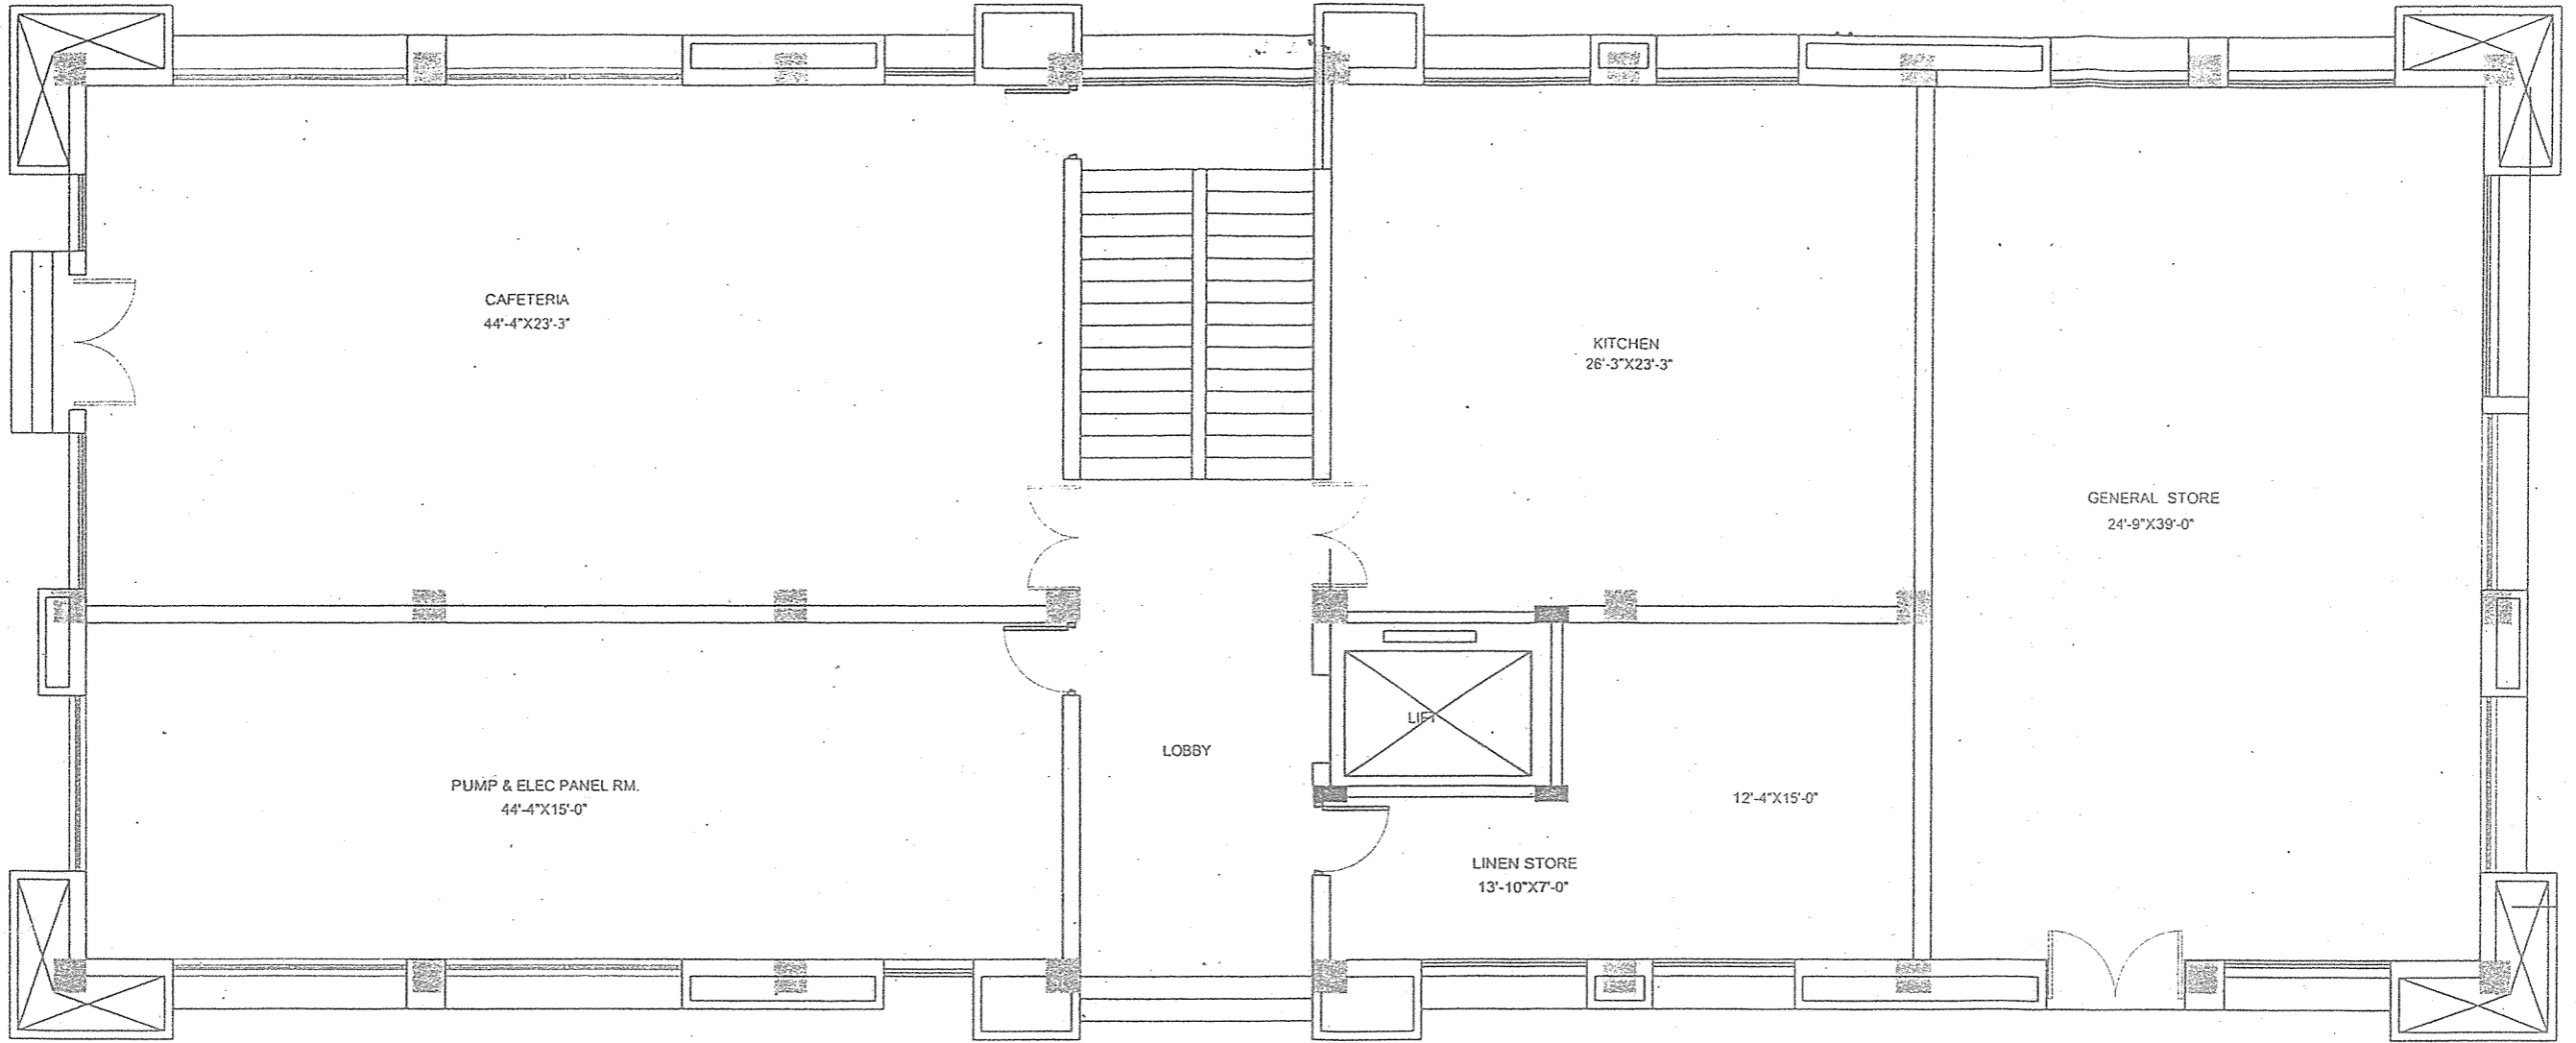 CAFETERIA
44'-4"X23'-3"
KITCHEN
26'-3"X23'-3"
GENERAL STORE
24'-9"X39'-0"
LIFT
LOBBY
PUMP & ELEC PANEL RM.
44'-4"X15'-0"
12'-4"X15'-0"
LINEN STORE
13'-10"X7'-0"